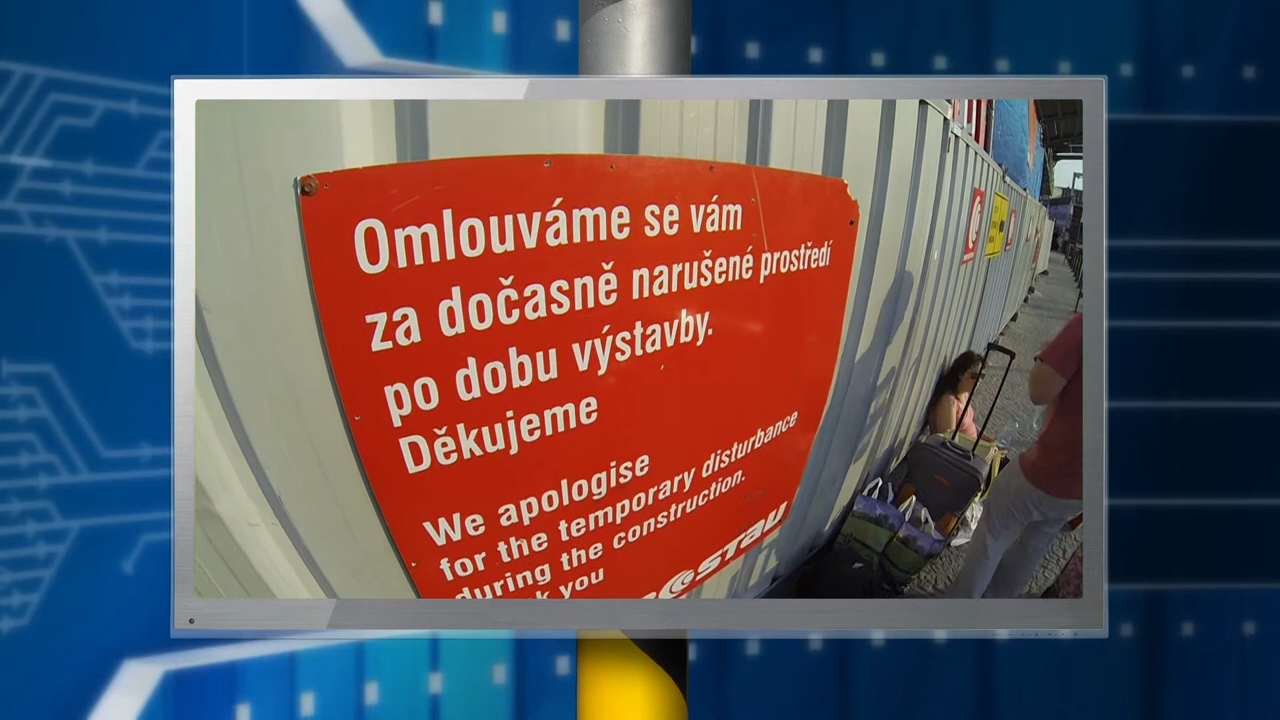 Omlouváme se vám
za dočasně narušené prostředí
po dobu výstavby.
Děkujeme
We apologise
for the temporary disturbance
during the construction.
you